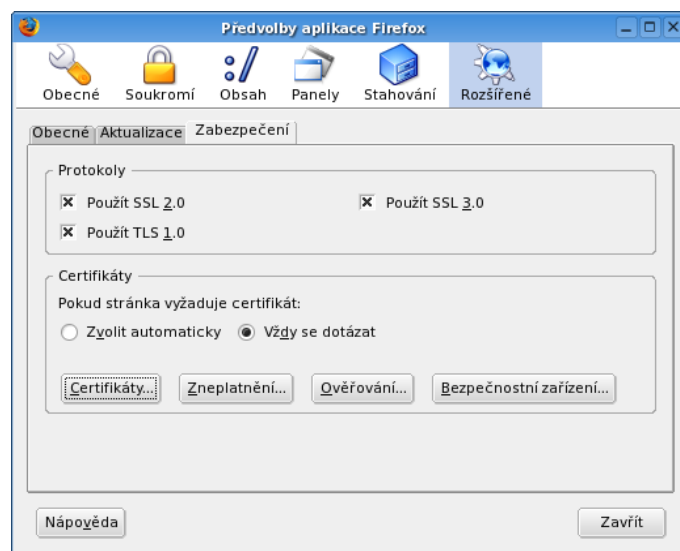 Předvolby aplikace Firefox
Obecné Soukromí Obsah Panely Stahování Rozšířené
Obecné Aktualizace Zabezpečení
Protokoly
Použít SSL 2.0 Použít SSL 3.0
Použít TLS 1.0
Certifikáty
Pokud stránka vyžaduje certifikát:
Zvolit automaticky Vždy se dotázat
Certifikáty... Zneplatnění... Ověřování... Bezpečnostní zařízení...
Nápověda Zavřít